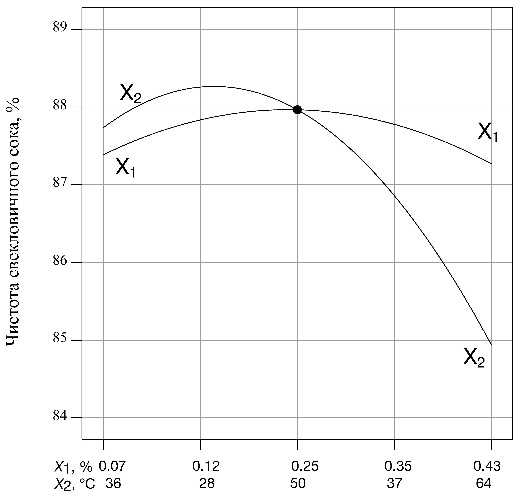 Чистота свекловичного сока, %
89
X2
88
X1
X1
87
86
85
X2
84
X1, % 0.07 0.12 0.25 0.35 0.43
X2, °C 36 28 50 37 64